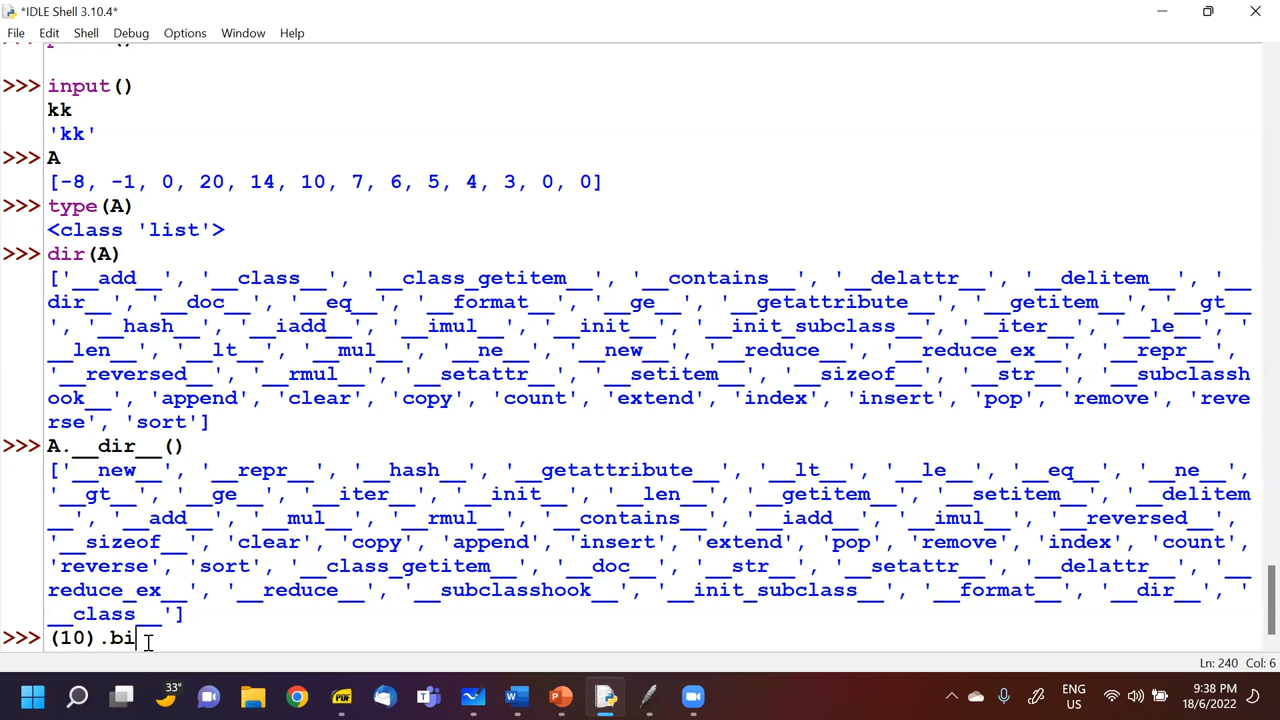 *IDLE Shell 3.10.4*
File Edit Shell Debug Options Window Help
>>> input()
kk
'kk'
>>> A
[-8, -1, 0, 20, 14, 10, 7, 6, 5, 4, 3, 0, 0]
>>> type(A)
<class 'list'>
>>> dir(A)
['__add__', '__class__', '__class_getitem__', '__contains__', '__delattr__', '__delitem__', '__
dir__', '__doc__', '__eq__', '__format__', '__ge__', '__getattribute__', '__getitem__', '__gt__
', '__hash__', '__iadd__', '__imul__', '__init__', '__init_subclass__', '__iter__', '__le__', '
__len__', '__lt__', '__mul__', '__ne__', '__new__', '__reduce__', '__reduce_ex__', '__repr__',
'__reversed__', '__rmul__', '__setattr__', '__setitem__', '__sizeof__', '__str__', '__subclassh
ook__', 'append', 'clear', 'copy', 'count', 'extend', 'index', 'insert', 'pop', 'remove', 'reve
rse', 'sort']
>>> A.__dir__()
['__new__', '__repr__', '__hash__', '__getattribute__', '__lt__', '__le__', '__eq__', '__ne__',
'__gt__', '__ge__', '__iter__', '__init__', '__len__', '__getitem__', '__setitem__', '__delitem
__', '__add__', '__mul__', '__rmul__', '__contains__', '__iadd__', '__imul__', '__reversed__',
'__sizeof__', 'clear', 'copy', 'append', 'insert', 'extend', 'pop', 'remove', 'index', 'count',
'reverse', 'sort', '__class_getitem__', '__doc__', '__str__', '__setattr__', '__delattr__', '__
reduce_ex__', '__reduce__', '__subclasshook__', '__init_subclass__', '__format__', '__dir__', '
__class__']
>>> (10).bi
Ln: 240 Col: 6
33°
PDF
ENG
US
9:38 PM
18/6/2022